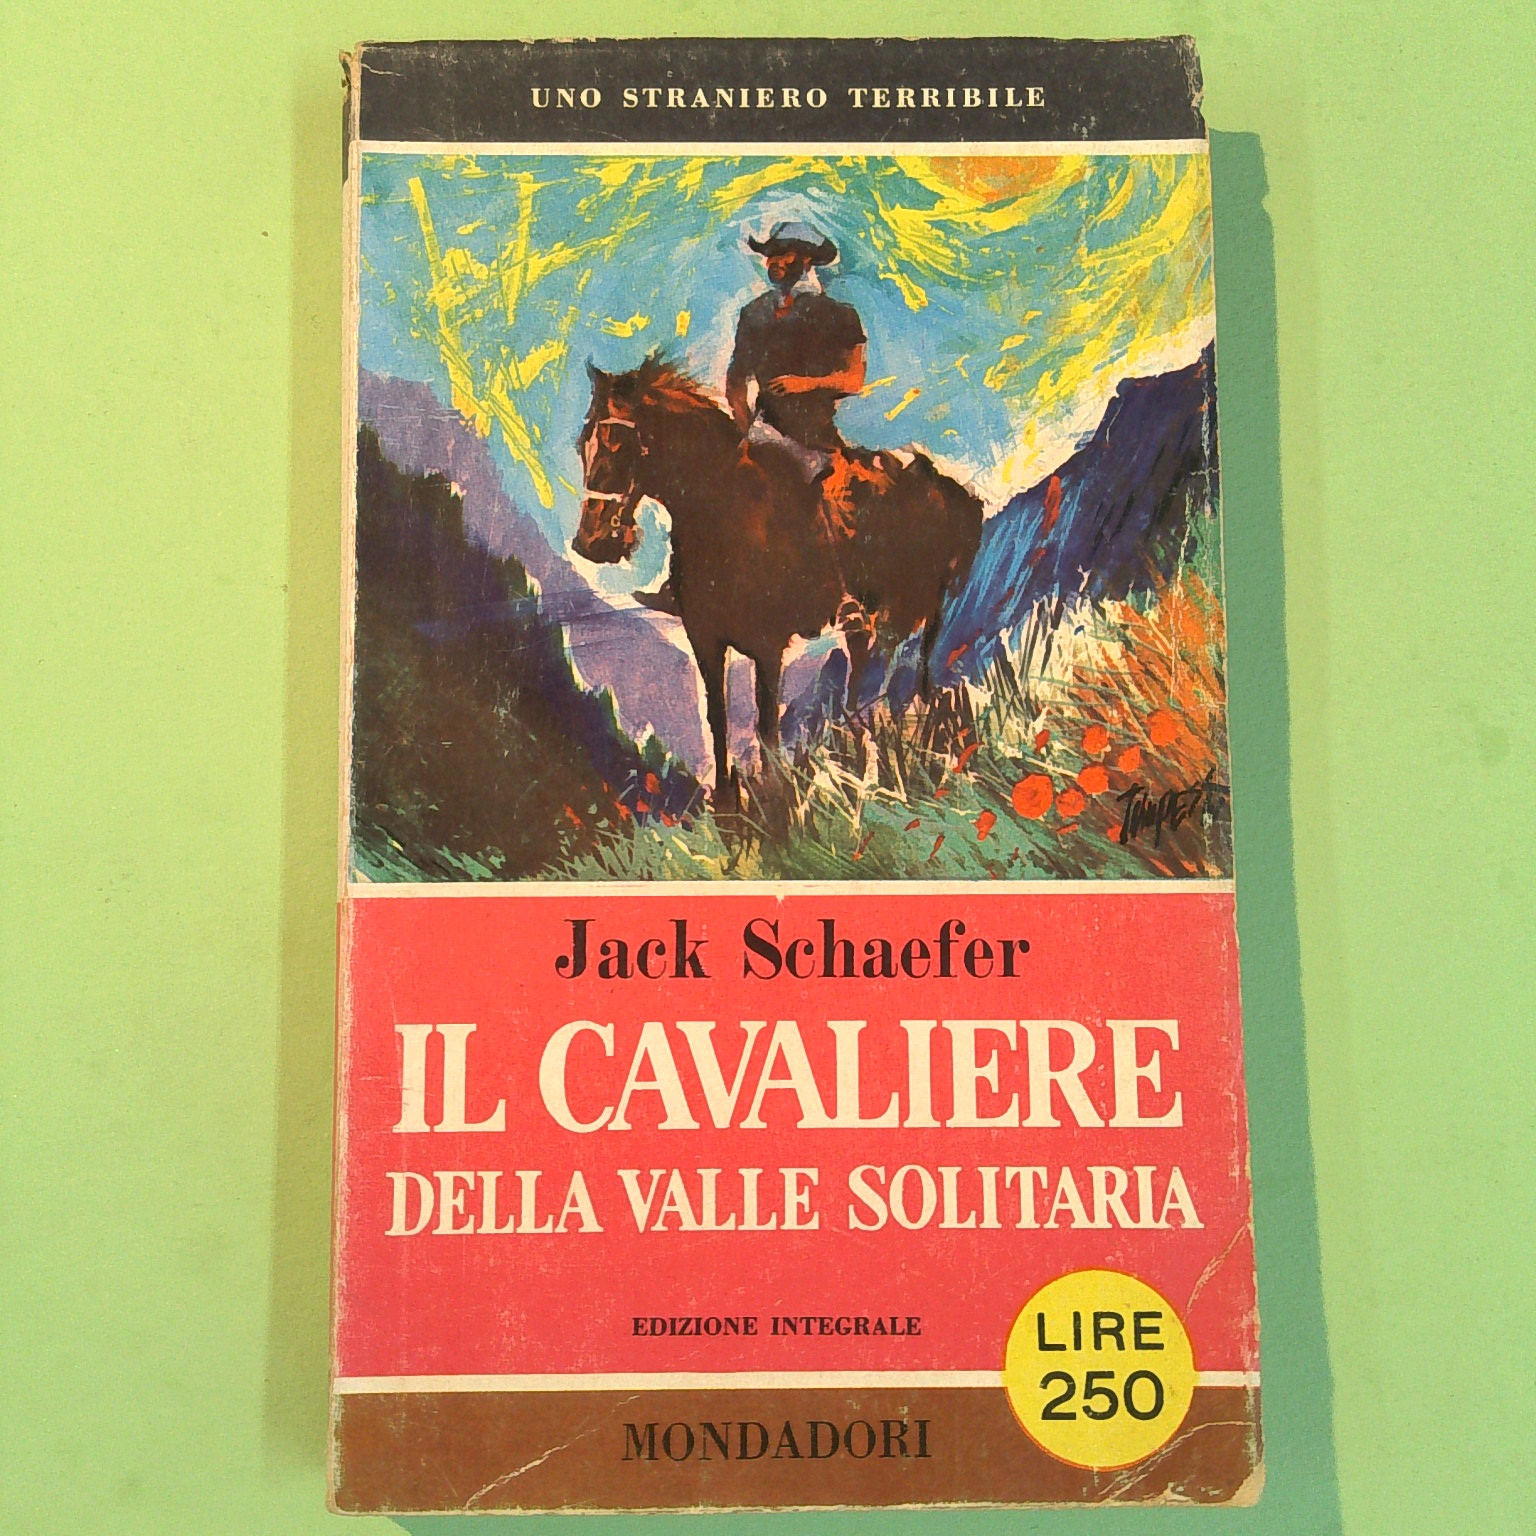 UNO STRANIERO TERRIBILE
Jack Schaefer
IL CAVALIERE
DELLA VALLE SOLITARIA
EDIZIONE INTEGRALE
LIRE
250
MONDADORI